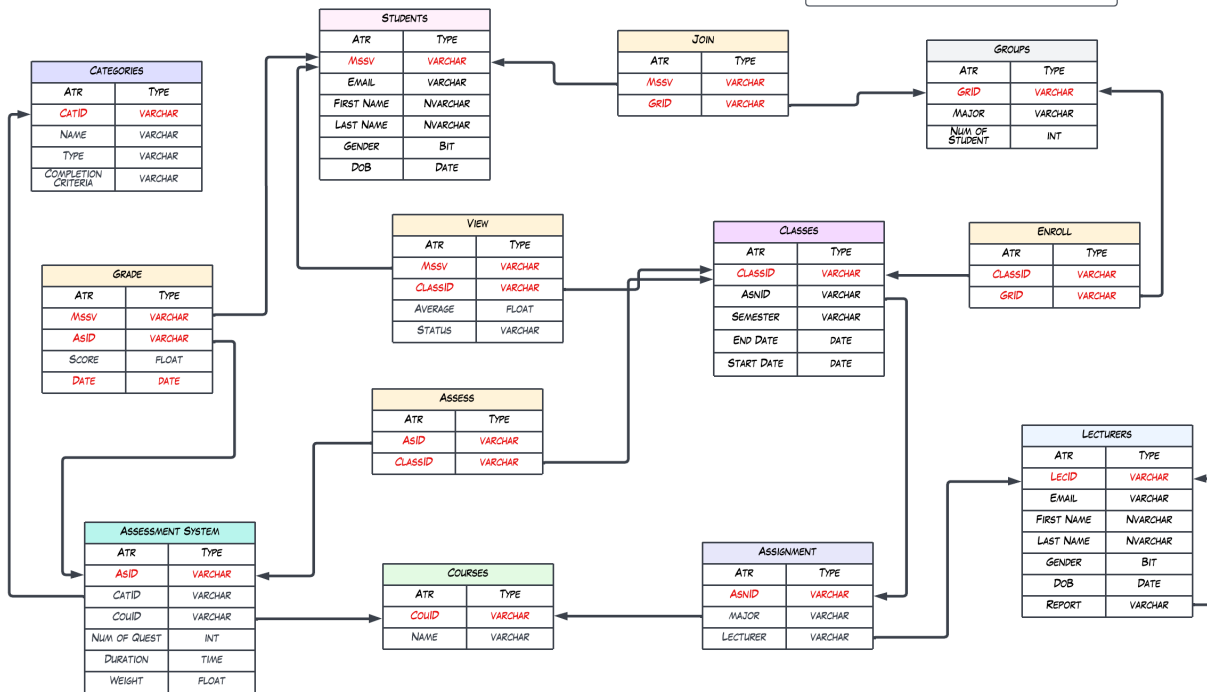 STUDENTS
ATR TYPE
MSSV VARCHAR
EMAIL VARCHAR
FIRST NAME NVARCHAR
LAST NAME NVARCHAR
GENDER BIT
DOB DATE
JOIN
ATR TYPE
MSSV VARCHAR
GRID VARCHAR
GROUPS
ATR TYPE
GRID VARCHAR
MAJOR VARCHAR
NUM OF
STUDENT INT
CATEGORIES
ATR TYPE
CATID VARCHAR
NAME VARCHAR
TYPE VARCHAR
COMPLETION
CRITERIA VARCHAR
VIEW
ATR TYPE
MSSV VARCHAR
CLASSID VARCHAR
AVERAGE FLOAT
STATUS VARCHAR
CLASSES
ATR TYPE
CLASSID VARCHAR
ASNID VARCHAR
SEMESTER VARCHAR
END DATE DATE
START DATE DATE
ENROLL
ATR TYPE
CLASSID VARCHAR
GRID VARCHAR
GRADE
ATR TYPE
MSSV VARCHAR
ASID VARCHAR
SCORE FLOAT
DATE DATE
ASSESS
ATR TYPE
ASID VARCHAR
CLASSID VARCHAR
LECTURERS
ATR TYPE
LECID VARCHAR
EMAIL VARCHAR
FIRST NAME NVARCHAR
LAST NAME NVARCHAR
GENDER BIT
DOB DATE
REPORT VARCHAR
ASSESSMENT SYSTEM
ATR TYPE
ASID VARCHAR
CATID VARCHAR
COUID VARCHAR
NUM OF QUEST INT
DURATION TIME
WEIGHT FLOAT
COURSES
ATR TYPE
COUID VARCHAR
NAME VARCHAR
ASSIGNMENT
ATR TYPE
ASNID VARCHAR
MAJOR VARCHAR
LECTURER VARCHAR